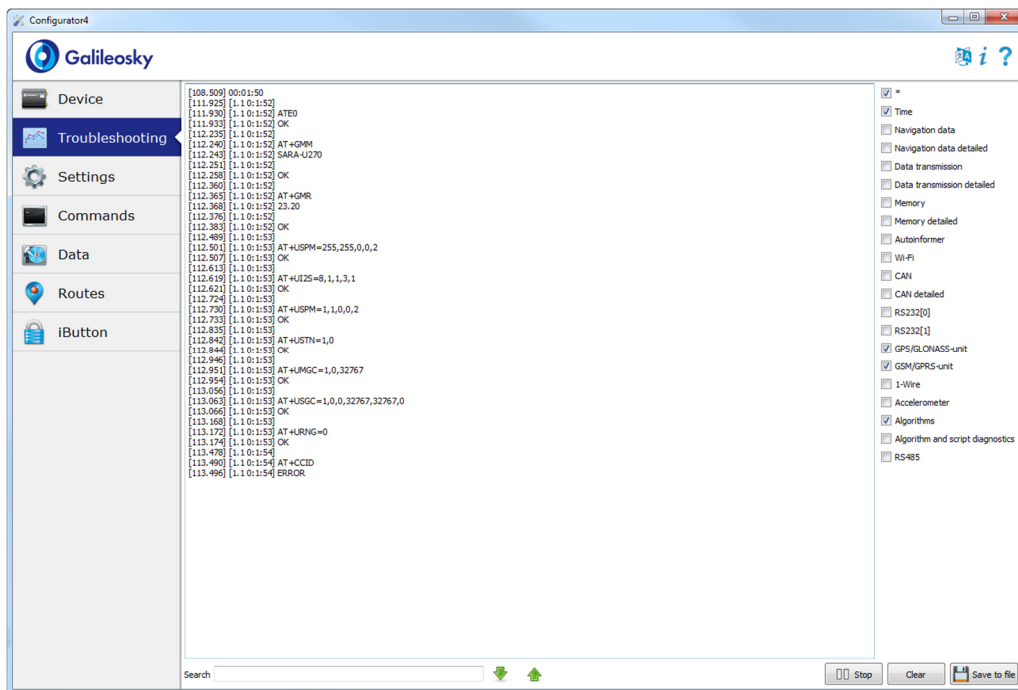 Configurator4
Galileosky
Device
Troubleshooting
Settings
Commands
Data
Routes
iButton
[108.509] 00:01:50
[111.925] [1.1 0:1:52]
[111.930] [1.1 0:1:52] ATE0
[111.933] [1.1 0:1:52] OK
[112.235] [1.1 0:1:52]
[112.240] [1.1 0:1:52] AT+GMM
[112.243] [1.1 0:1:52] SARA-U270
[112.251] [1.1 0:1:52]
[112.258] [1.1 0:1:52] OK
[112.360] [1.1 0:1:52]
[112.365] [1.1 0:1:52] AT+GMR
[112.368] [1.1 0:1:52] 23.20
[112.376] [1.1 0:1:52]
[112.383] [1.1 0:1:52] OK
[112.489] [1.1 0:1:53]
[112.501] [1.1 0:1:53] AT+USPM=255,255,0,0,2
[112.507] [1.1 0:1:53] OK
[112.613] [1.1 0:1:53]
[112.619] [1.1 0:1:53] AT+UI2S=8,1,1,3,1
[112.621] [1.1 0:1:53] OK
[112.724] [1.1 0:1:53]
[112.730] [1.1 0:1:53] AT+USPM=1,1,0,0,2
[112.733] [1.1 0:1:53] OK
[112.835] [1.1 0:1:53]
[112.842] [1.1 0:1:53] AT+USTN=1,0
[112.844] [1.1 0:1:53] OK
[112.946] [1.1 0:1:53]
[112.951] [1.1 0:1:53] AT+UMGC=1,0,32767
[112.954] [1.1 0:1:53] OK
[113.056] [1.1 0:1:53]
[113.063] [1.1 0:1:53] AT+USGC=1,0,0,32767,32767,0
[113.066] [1.1 0:1:53] OK
[113.168] [1.1 0:1:53]
[113.172] [1.1 0:1:53] AT+URNG=0
[113.174] [1.1 0:1:53] OK
[113.478] [1.1 0:1:54]
[113.490] [1.1 0:1:54] AT+CCID
[113.496] [1.1 0:1:54] ERROR
*
Time
Navigation data
Navigation data detailed
Data transmission
Data transmission detailed
Memory
Memory detailed
Autoinformer
Wi-Fi
CAN
CAN detailed
RS232[0]
RS232[1]
GPS/GLONASS-unit
GSM/GPRS-unit
1-Wire
Accelerometer
Algorithms
Algorithm and script diagnostics
RS485
Search
Stop
Clear
Save to file